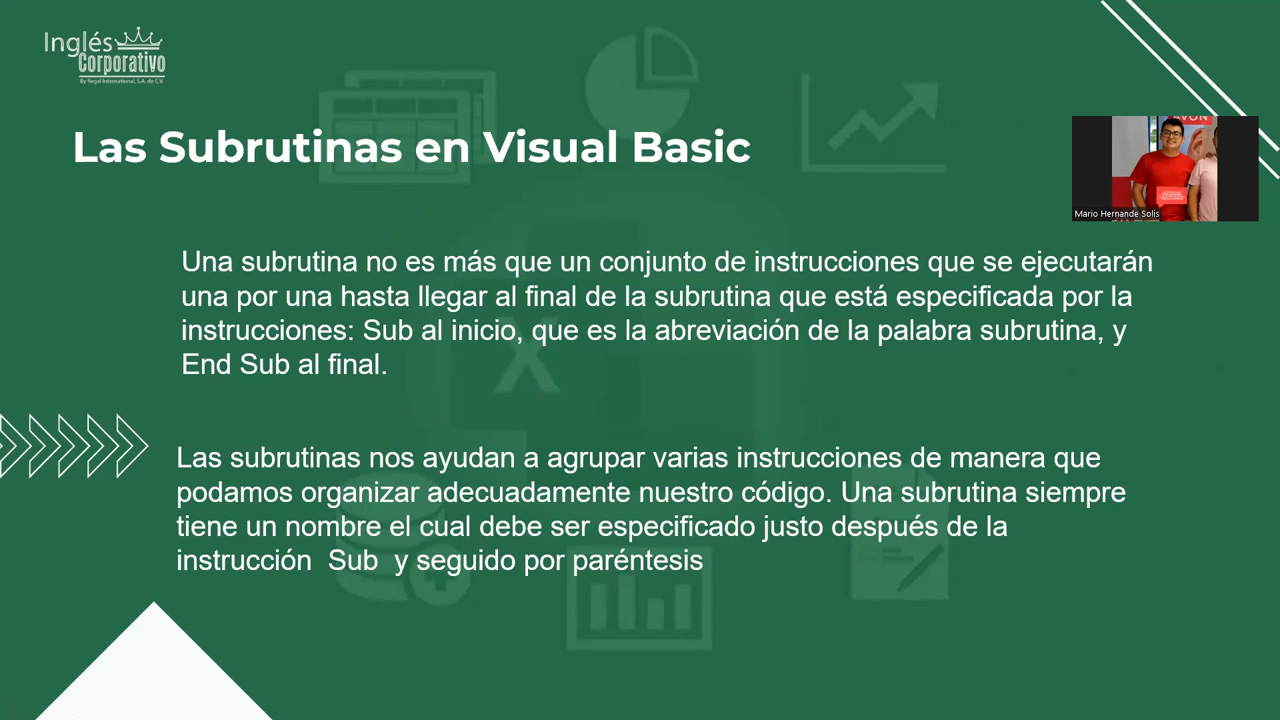 Inglés
Corporativo
By Regal International, S.A. de C.V.
Las Subrutinas en Visual Basic
Mario Hernande Solis
Una subrutina no es más que un conjunto de instrucciones que se ejecutarán
una por una hasta llegar al final de la subrutina que está especificada por la
instrucciones: Sub al inicio, que es la abreviación de la palabra subrutina, y
End Sub al final.
X
Las subrutinas nos ayudan a agrupar varias instrucciones de manera que
podamos organizar adecuadamente nuestro código. Una subrutina siempre
tiene un nombre el cual debe ser especificado justo después de la
instrucción  Sub  y seguido por paréntesis